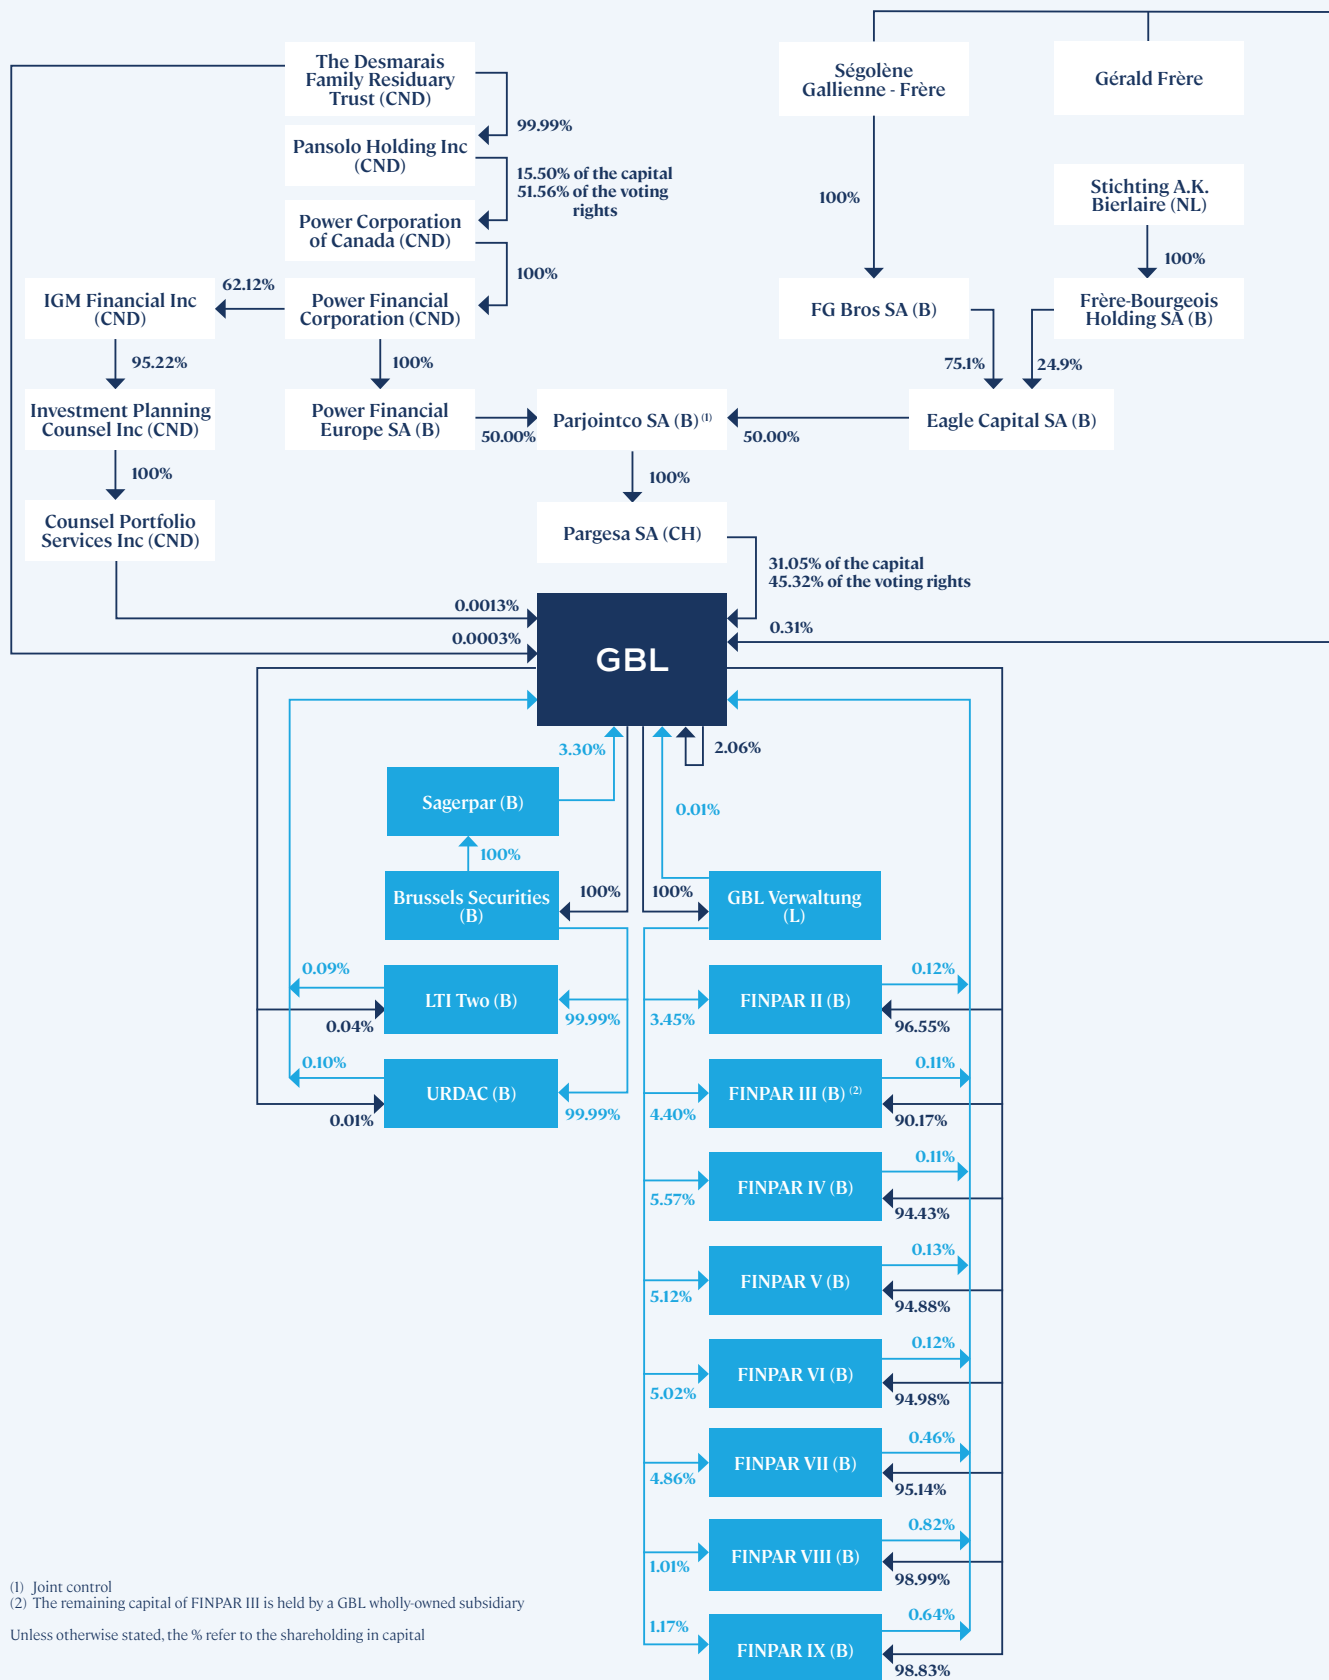 The Desmarais
Family Residuary
Trust (CND)
Ségolène
Gallienne - Frère
Gérald Frère
99.99%
Pansolo Holding Inc
(CND)
15.50% of the capital
51.56% of the voting
rights
100%
Stichting A.K.
Bierlaire (NL)
Power Corporation
of Canada (CND)
100%
100%
62.12%
IGM Financial Inc
(CND)
Power Financial
Corporation (CND)
FG Bros SA (B)
Frère-Bourgeois
Holding SA (B)
95.22%
100%
75.1%
24.9%
Investment Planning
Counsel Inc (CND)
Power Financial
Europe SA (B)
50.00%
Parjointco SA (B) (1)
50.00%
Eagle Capital SA (B)
100%
100%
Counsel Portfolio
Services Inc (CND)
Pargesa SA (CH)
31.05% of the capital
45.32% of the voting rights
0.0013%
0.0003%
0.31%
GBL
3.30%
2.06%
Sagerpar (B)
0.01%
100%
Brussels Securities
(B)
100%
100%
GBL Verwaltung
(L)
0.09%
LTI Two (B)
0.04%
99.99%
3.45%
FINPAR II (B)
0.12%
96.55%
0.10%
URDAC (B)
0.01%
99.99%
4.40%
FINPAR III (B) (2)
0.11%
90.17%
5.57%
FINPAR IV (B)
0.11%
94.43%
5.12%
FINPAR V (B)
0.13%
94.88%
5.02%
FINPAR VI (B)
0.12%
94.98%
4.86%
FINPAR VII (B)
0.46%
95.14%
1.01%
FINPAR VIII (B)
0.82%
98.99%
1.17%
FINPAR IX (B)
0.64%
98.83%
(1) Joint control
(2) The remaining capital of FINPAR III is held by a GBL wholly-owned subsidiary
Unless otherwise stated, the % refer to the shareholding in capital